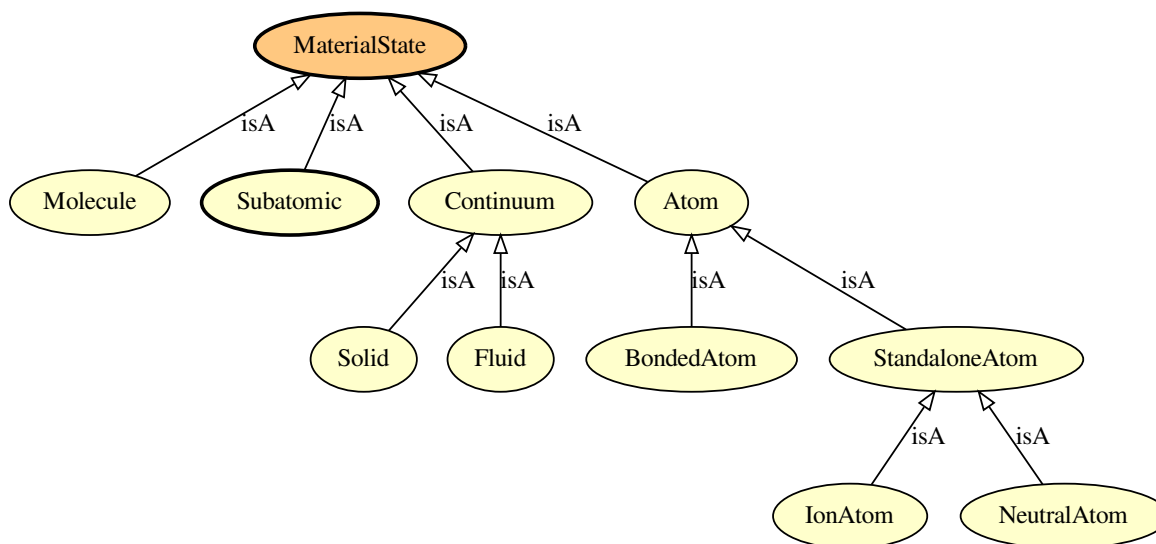 MaterialState
isA
isA
isA
isA
Molecule
Subatomic
Continuum
Atom
isA
isA
isA
isA
Solid
Fluid
BondedAtom
StandaloneAtom
isA
isA
IonAtom
NeutralAtom